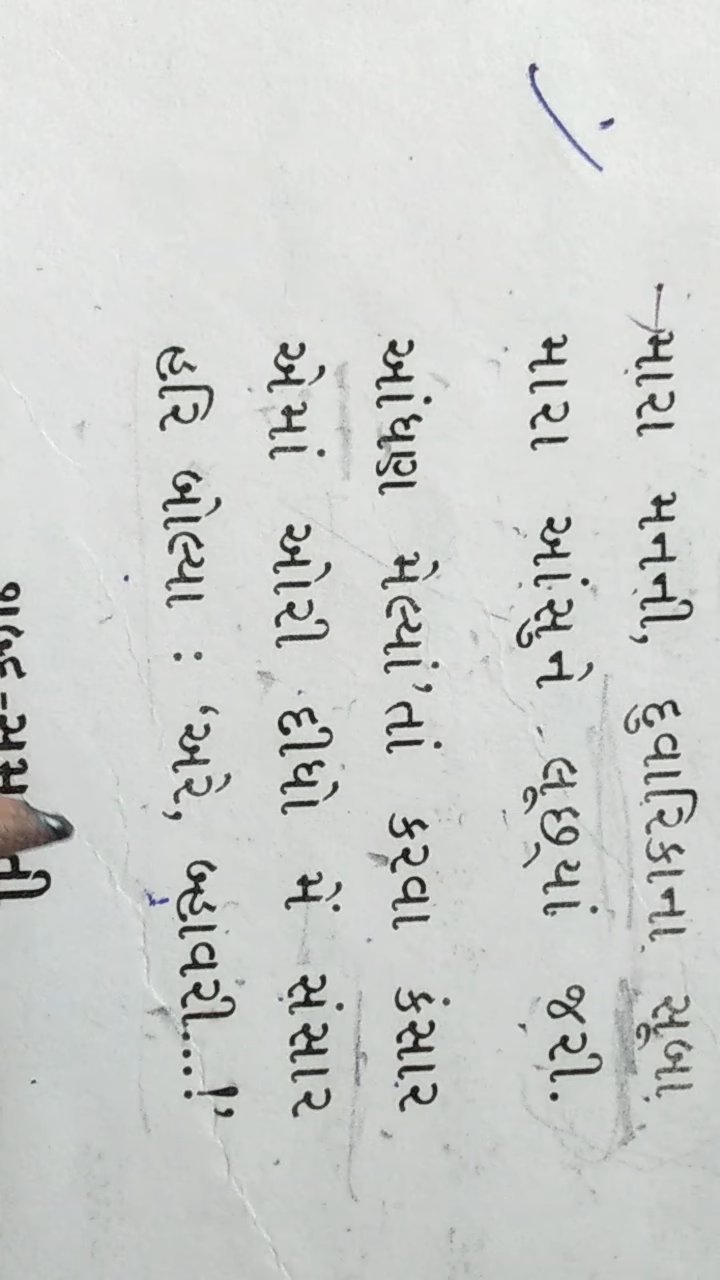 મારા મનની, દુવારિકાના સૂબા
મારા આંસુને લૂછ્યાં જરી.
આંધણ મેલ્યાં'તાં કરવા કંસાર
એમાં ઓરી દીધો મેં સંસાર
હરિ બોલ્યા : ‘અરે, બ્હાવરી...!’